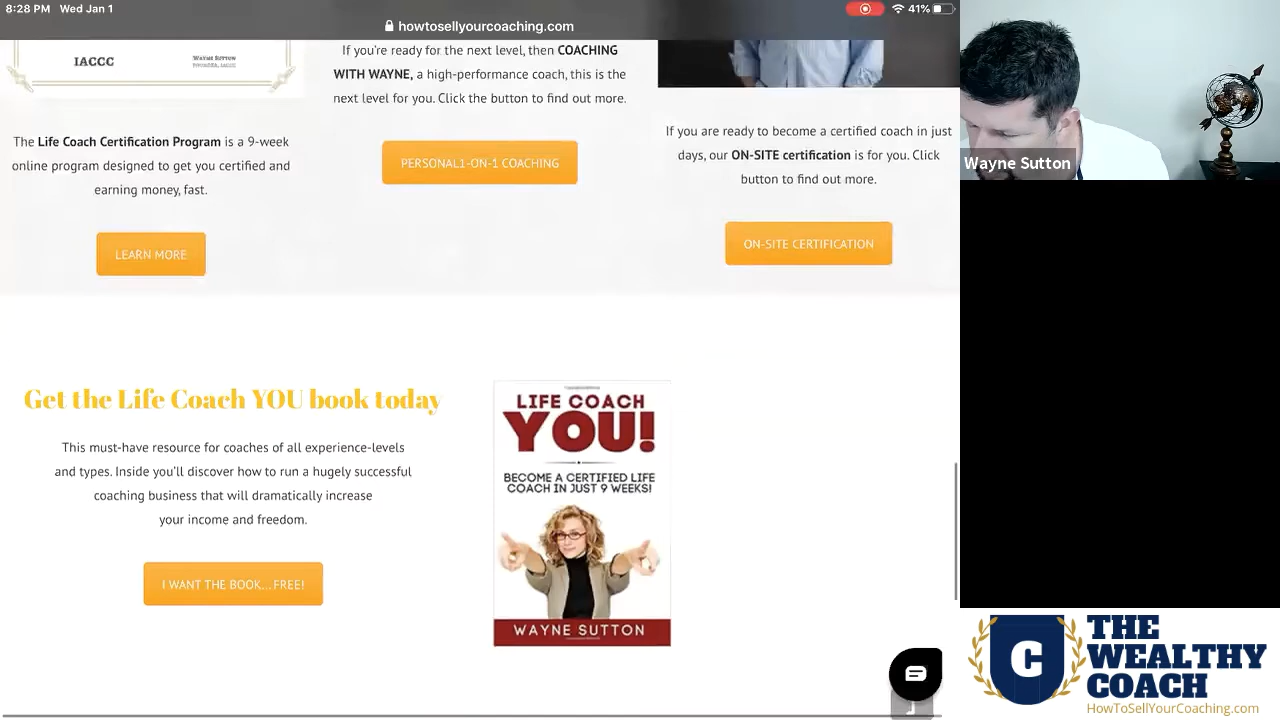 8:28 PM Wed Jan 1
howtosellyourcoaching.com
41%
IACCC
WAYNE SUTTON
If you're ready for the next level, then COACHING
WITH WAYNE, a high-performance coach, this is the
next level for you. Click the button to find out more.
PERSONAL1-ON-1 COACHING
The Life Coach Certification Program is a 9-week
online program designed to get you certified and
earning money, fast.
LEARN MORE
If you are ready to become a certified coach in just
days, our ON-SITE certification is for you. Click
button to find out more.
ON-SITE CERTIFICATION
Wayne Sutton
Get the Life Coach YOU book today
This must-have resource for coaches of all experience-levels
and types. Inside you'll discover how to run a hugely successful
coaching business that will dramatically increase
your income and freedom.
I WANT THE BOOK... FREE!
LIFE COACH
YOU!
BECOME A CERTIFIED LIFE
COACH IN JUST 9 WEEKS!
WAYNE SUTTON
C
THE
WEALTHY
COACH
HowToSellYourCoaching.com